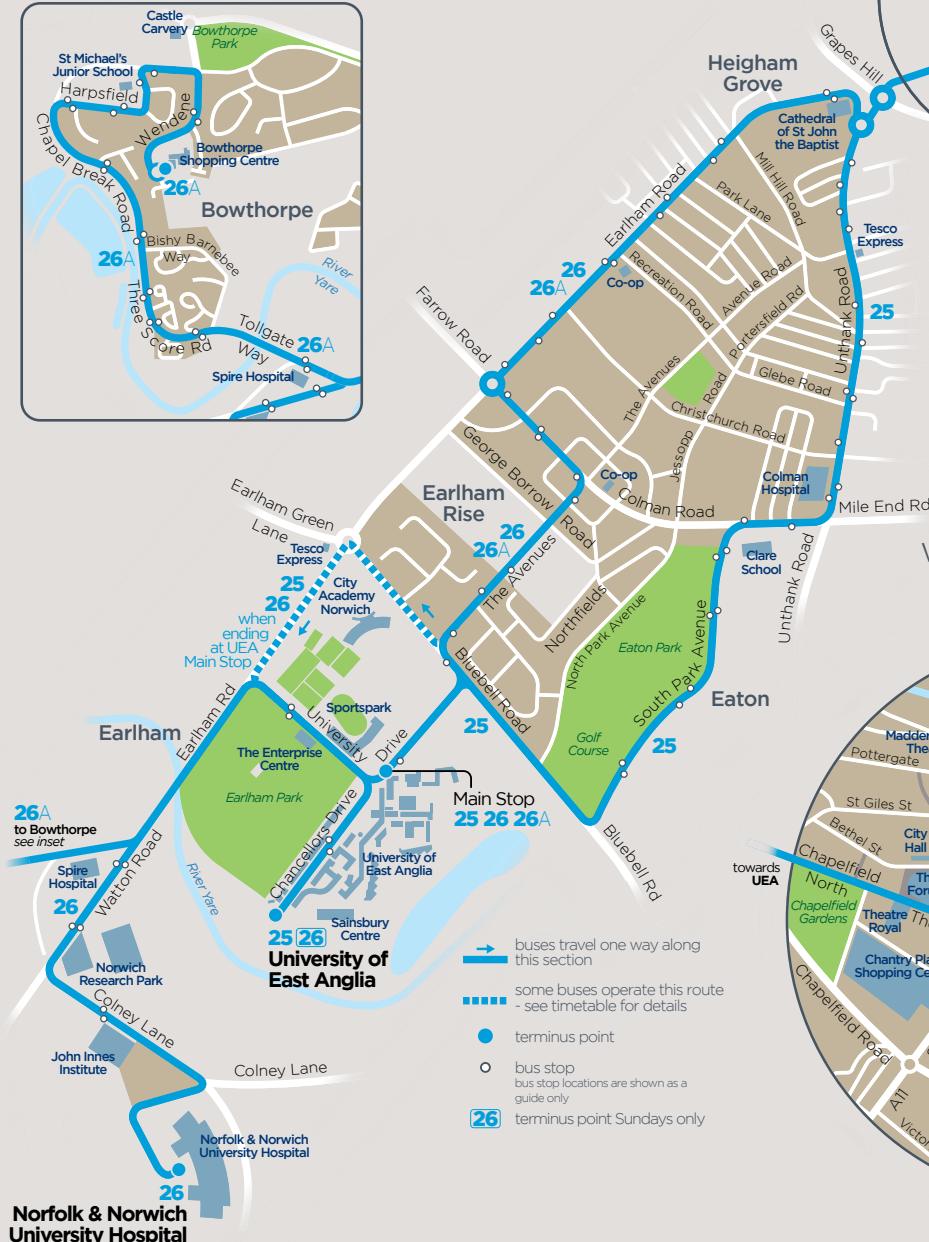 Castle
Carvery
Bowthorpe
Park
St Michael's
Junior School
Harpsfield
Wendene
Chapel Break Road
Bowthorpe
Shopping Centre
26A
Bowthorpe
26A
Bishy Barnebee
Way
River
Yare
Three Score Rd
Tollgate
Way
26A
Spire Hospital
Grapes Hill
Heigham
Grove
Cathedral
of St John
the Baptist
Earlham Road
Mill Hill Road
Park Lane
Tesco
Express
26
26A
Co-op
Recreation Road
Avenue Road
Portersfield Rd
Unthank Road
25
Farrow Road
The Avenues
Road
Glebe Road
Christchurch Road
Jessopp
George Borrow Road
Co-op
Colman Road
Colman
Hospital
Mile End Rd
Earlham
Rise
Earlham Green
Lane
Tesco
Express
26
26A
The Avenues
Clare
School
Unthank Road
25
26
when
ending
at UEA
Main Stop
City
Academy
Norwich
Northfields
North Park Avenue
Eaton Park
South Park Avenue
Eaton
Bluebell Road
25
25
Golf
Course
Earlham
Earlham Rd
Sportspark
University
Drive
The Enterprise
Centre
Earlham Park
Main Stop
25 26 26A
Chancellors Drive
University of
East Anglia
Bluebell Rd
26A
to Bowthorpe
see inset
Spire
Hospital
Watton Road
26
River Yare
Sainsbury
Centre
25 26
University of
East Anglia
Norwich
Research Park
Colney Lane
John Innes
Institute
Colney Lane
Norfolk & Norwich
University Hospital
26
Norfolk & Norwich
University Hospital
buses travel one way along
this section
some buses operate this route
- see timetable for details
terminus point
bus stop
bus stop locations are shown as a
guide only
26 terminus point Sundays only
Pottergate
St Giles St
Bethel St
City
Hall
towards
UEA
Chapelfield
North
Chapelfield
Gardens
Theatre
Royal
Chapelfield Road
A11